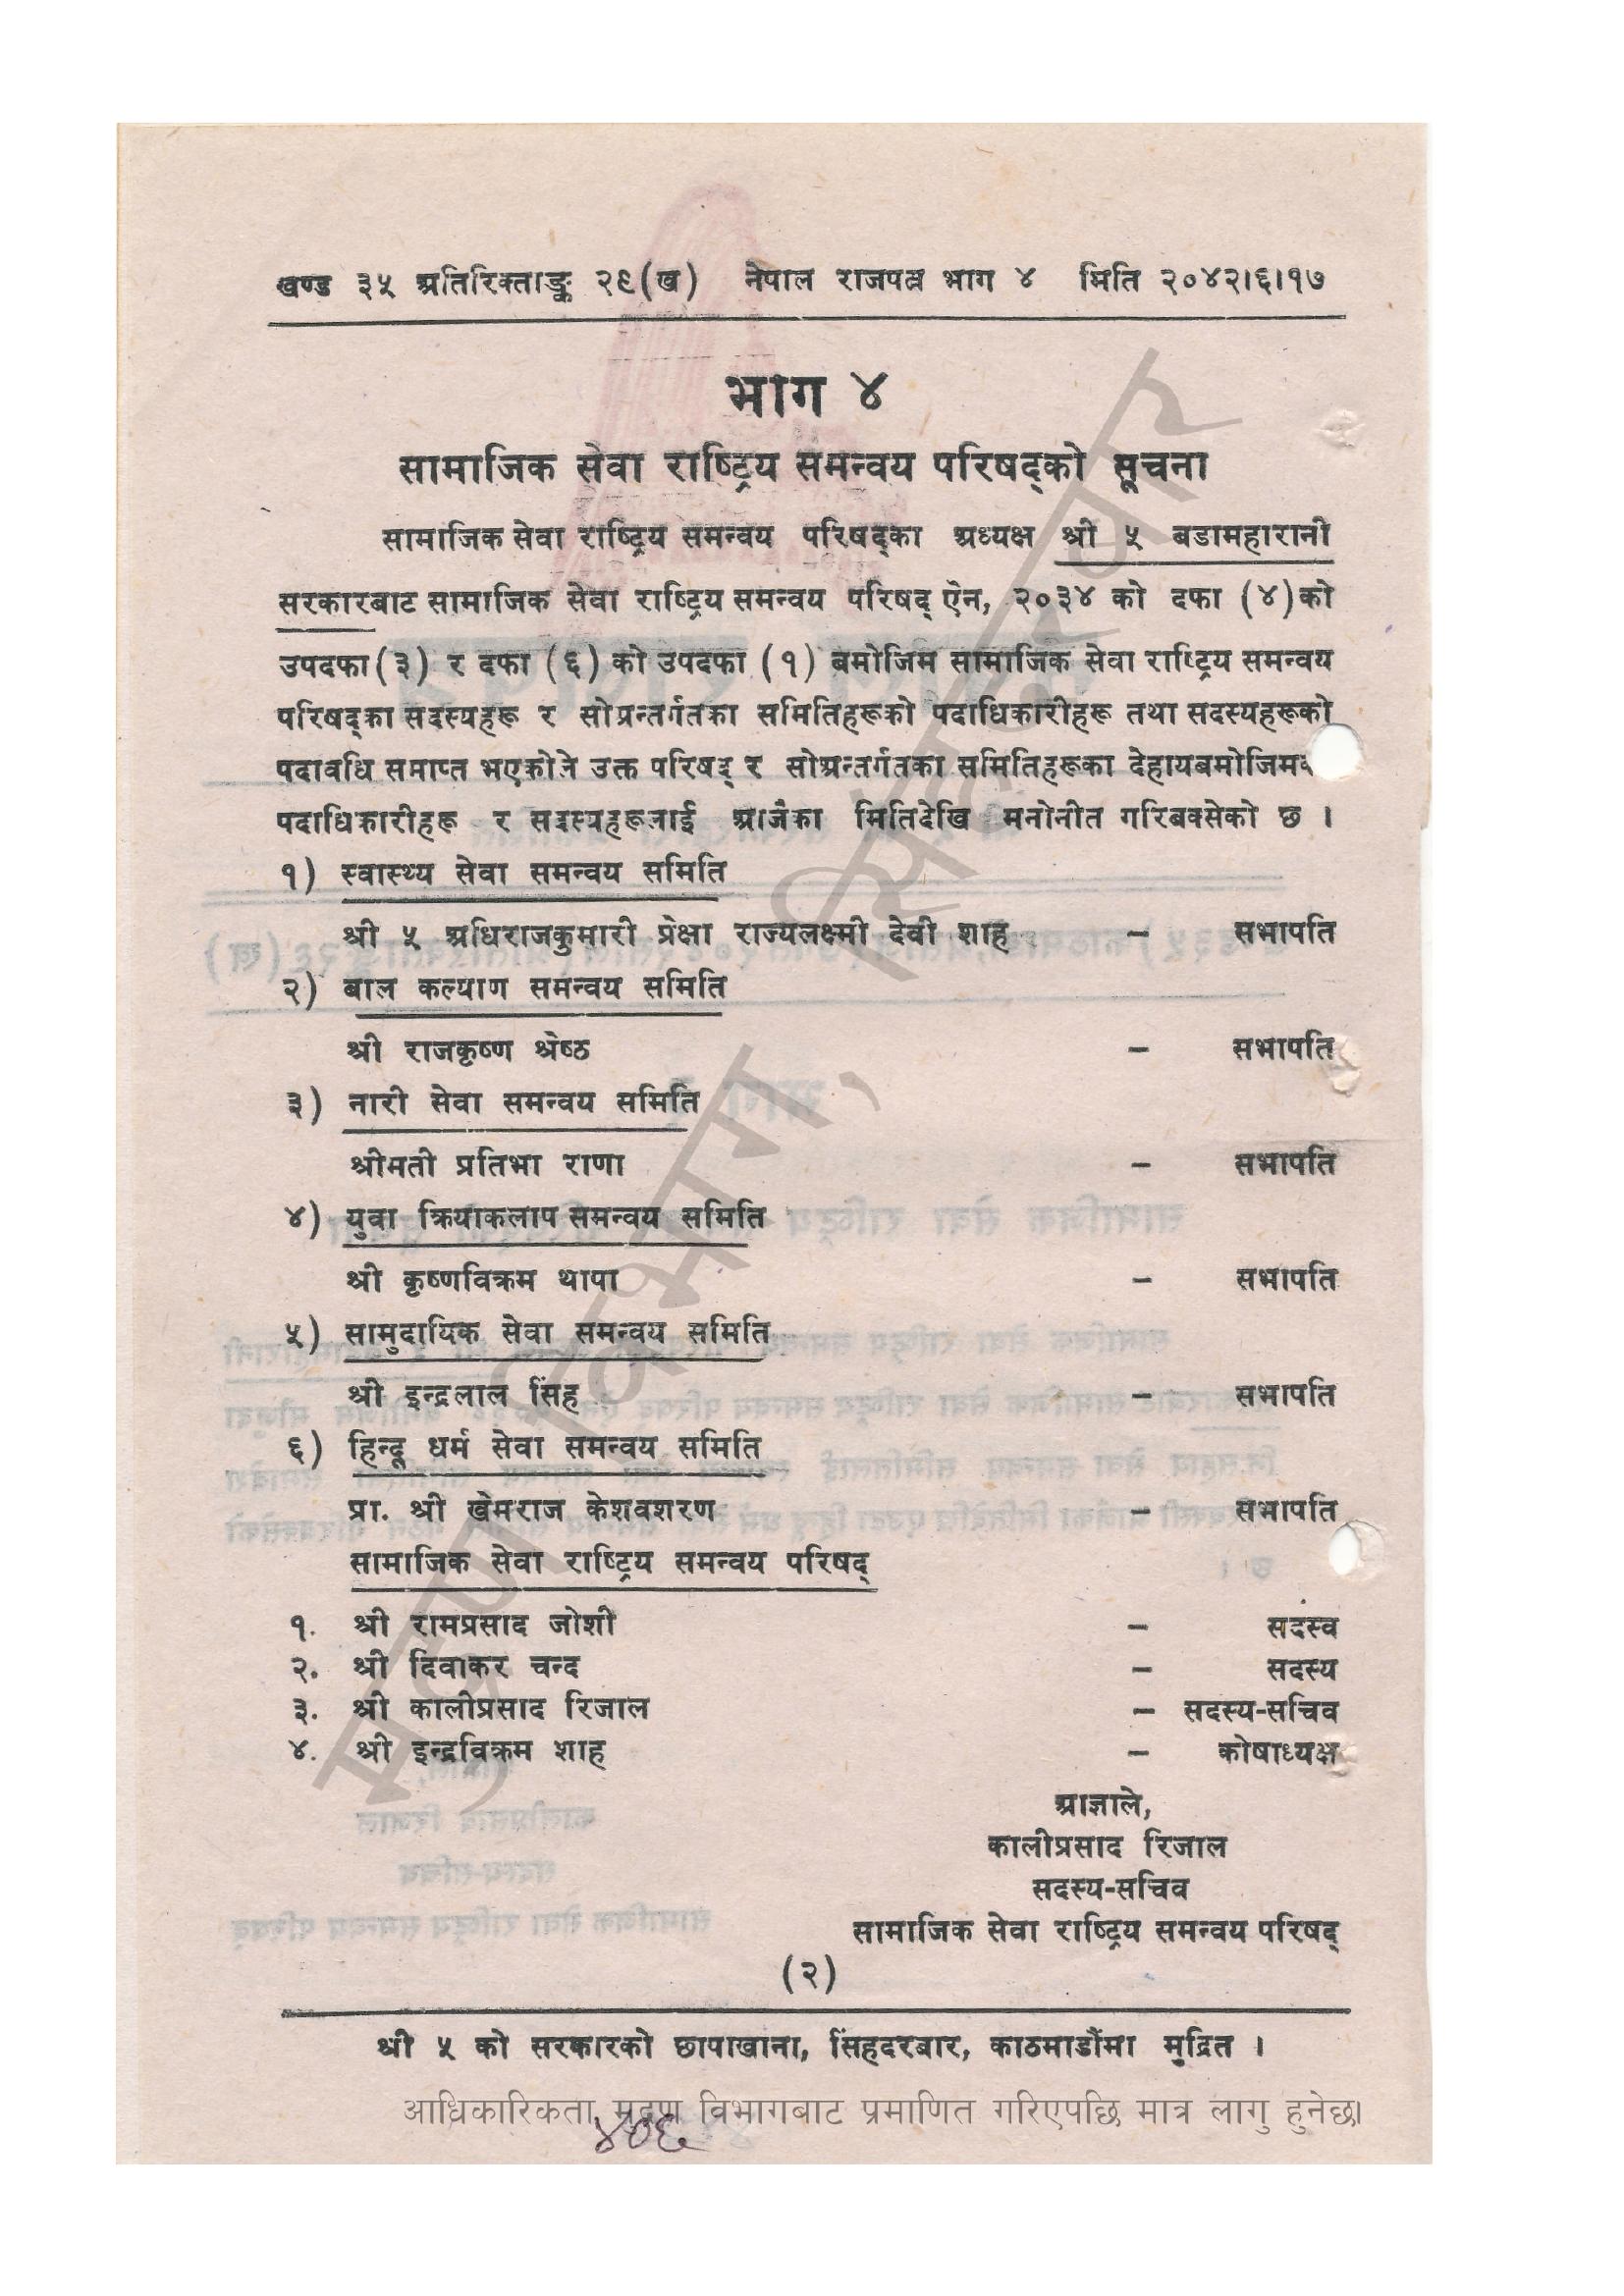 खण्ड ३५ अतिरिक्ताङ्क २९(ख) नेपाल राजपत्र भाग ४ मिति २०४२।६।१७
भाग ४
सामाजिक सेवा राष्ट्रिय समन्वय परिषद्को सूचना
सामाजिक सेवा राष्ट्रिय समन्वय परिषद्का अध्यक्ष श्री ५ बडामहारानी
सरकारबाट सामाजिक सेवा राष्ट्रिय समन्वय परिषद् ऐन, २०३४ को दफा (४)को
उपदफा(३) र दफा (६) को उपदफा (१) बमोजिम सामाजिक सेवा राष्ट्रिय समन्वय
परिषद्का सदस्यहरू र सोअन्तर्गतका समितिहरूको पदाधिकारीहरू तथा सदस्यहरूको
पदावधि समाप्त भएकोले उक्त परिषद् र सोअन्तर्गतका समितिहरूका देहायबमोजिमका
पदाधिकारीहरू र सदस्यहरूलाई आजैका मितिदेखि मनोनीत गरिबक्सेको छ ।
१) स्वास्थ्य सेवा समन्वय समिति
श्री ५ अधिराजकुमारी प्रेक्षा राज्यलक्ष्मी देवी शाह – सभापति
२) बाल कल्याण समन्वय समिति
श्री राजकृष्ण श्रेष्ठ – सभापति
३) नारी सेवा समन्वय समिति
श्रीमती प्रतिभा राणा – सभापति
४) युवा क्रियाकलाप समन्वय समिति
श्री कृष्णविक्रम थापा – सभापति
५) सामुदायिक सेवा समन्वय समिति
श्री इन्द्रलाल सिंह – सभापति
६) हिन्दू धर्म सेवा समन्वय समिति
प्रा. श्री खेमराज केशवशरण – सभापति
सामाजिक सेवा राष्ट्रिय समन्वय परिषद्
१. श्री रामप्रसाद जोशी – सदस्व
२. श्री दिवाकर चन्द – सदस्य
३. श्री कालीप्रसाद रिजाल – सदस्य-सचिव
४. श्री इन्द्रविक्रम शाह – कोषाध्यक्ष
आज्ञाले,
कालीप्रसाद रिजाल
सदस्य-सचिव
सामाजिक सेवा राष्ट्रिय समन्वय परिषद्
(२)
श्री ५ को सरकारको छापाखाना, सिंहदरबार, काठमाडौंमा मुद्रित ।
आधिकारिकता मुद्रण विभागबाट प्रमाणित गरिएपछि मात्र लागु हुनेछ।
४०६
मुद्रण विभाग, सिंहदरबार